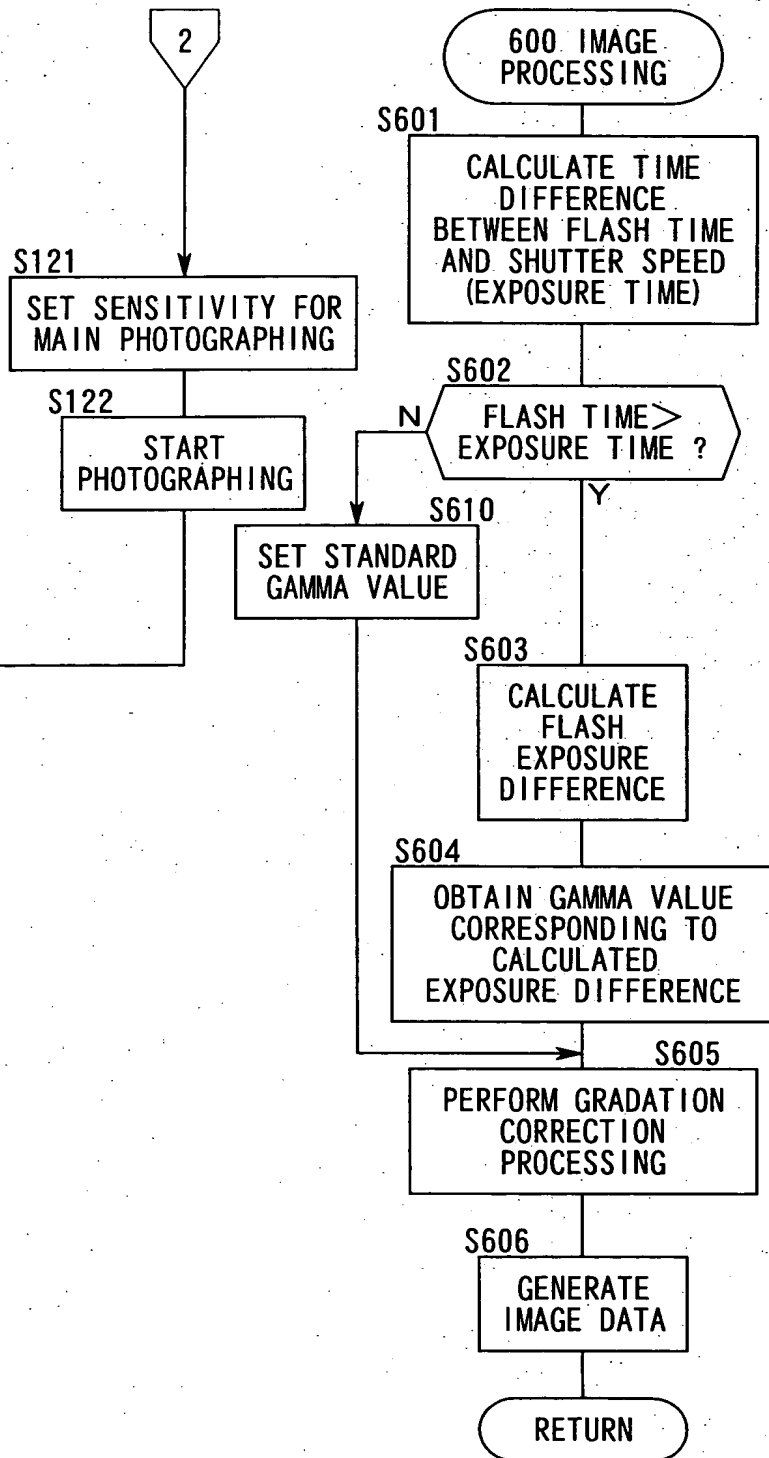 2
S121
SET SENSITIVITY FOR
MAIN PHOTOGRAPHING
S122
START
PHOTOGRAPHING
600 IMAGE
PROCESSING
S601
CALCULATE TIME
DIFFERENCE
BETWEEN FLASH TIME
AND SHUTTER SPEED
(EXPOSURE TIME)
S602
FLASH TIME>
EXPOSURE TIME ?
N
Y
S610
SET STANDARD
GAMMA VALUE
S603
CALCULATE
FLASH
EXPOSURE
DIFFERENCE
S604
OBTAIN GAMMA VALUE
CORRESPONDING TO
CALCULATED
EXPOSURE DIFFERENCE
S605
PERFORM GRADATION
CORRECTION
PROCESSING
S606
GENERATE
IMAGE DATA
RETURN